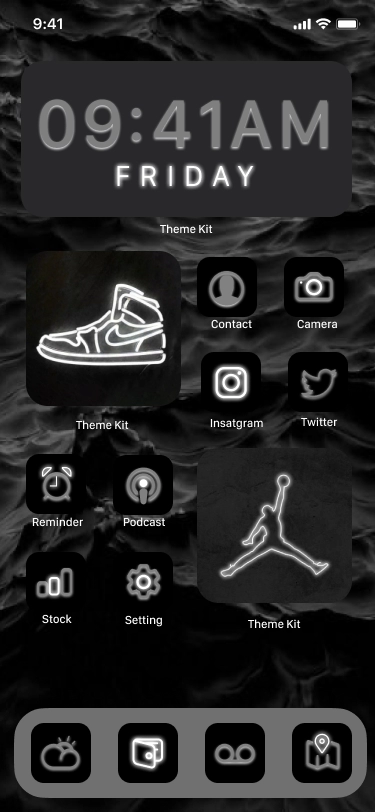 9:41
09:41AM
FRIDAY
Theme Kit
Contact
Camera
Theme Kit
Insatgram
Twitter
Reminder
Podcast
Stock
Setting
Theme Kit